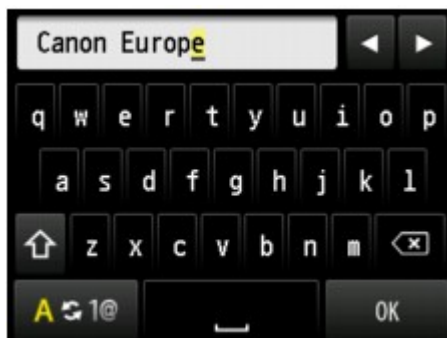 Canon Europe
q w e r t y u i o p
a s d f g h j k l
z x c v b n m
A 1@ OK